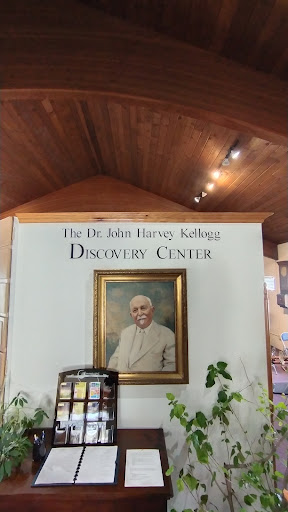 The Dr. John Harvey Kellogg
DISCOVERY CENTER